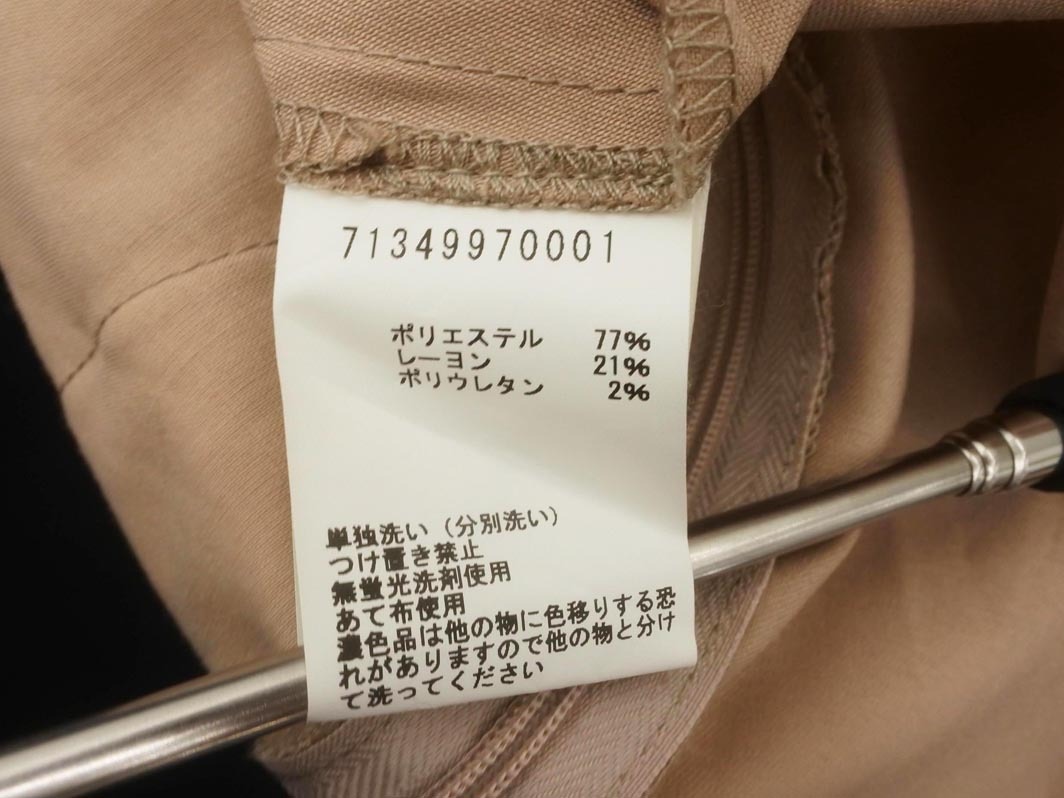 71349970001
ポリエステル 77%
レーヨン 21%
ポリウレタン 2%
単独洗い（分別洗い）
つけ置き禁止
無蛍光洗剤使用
あて布使用
濃色品は他の物に色移りする恐
れがありますので他の物と分け
て洗ってください